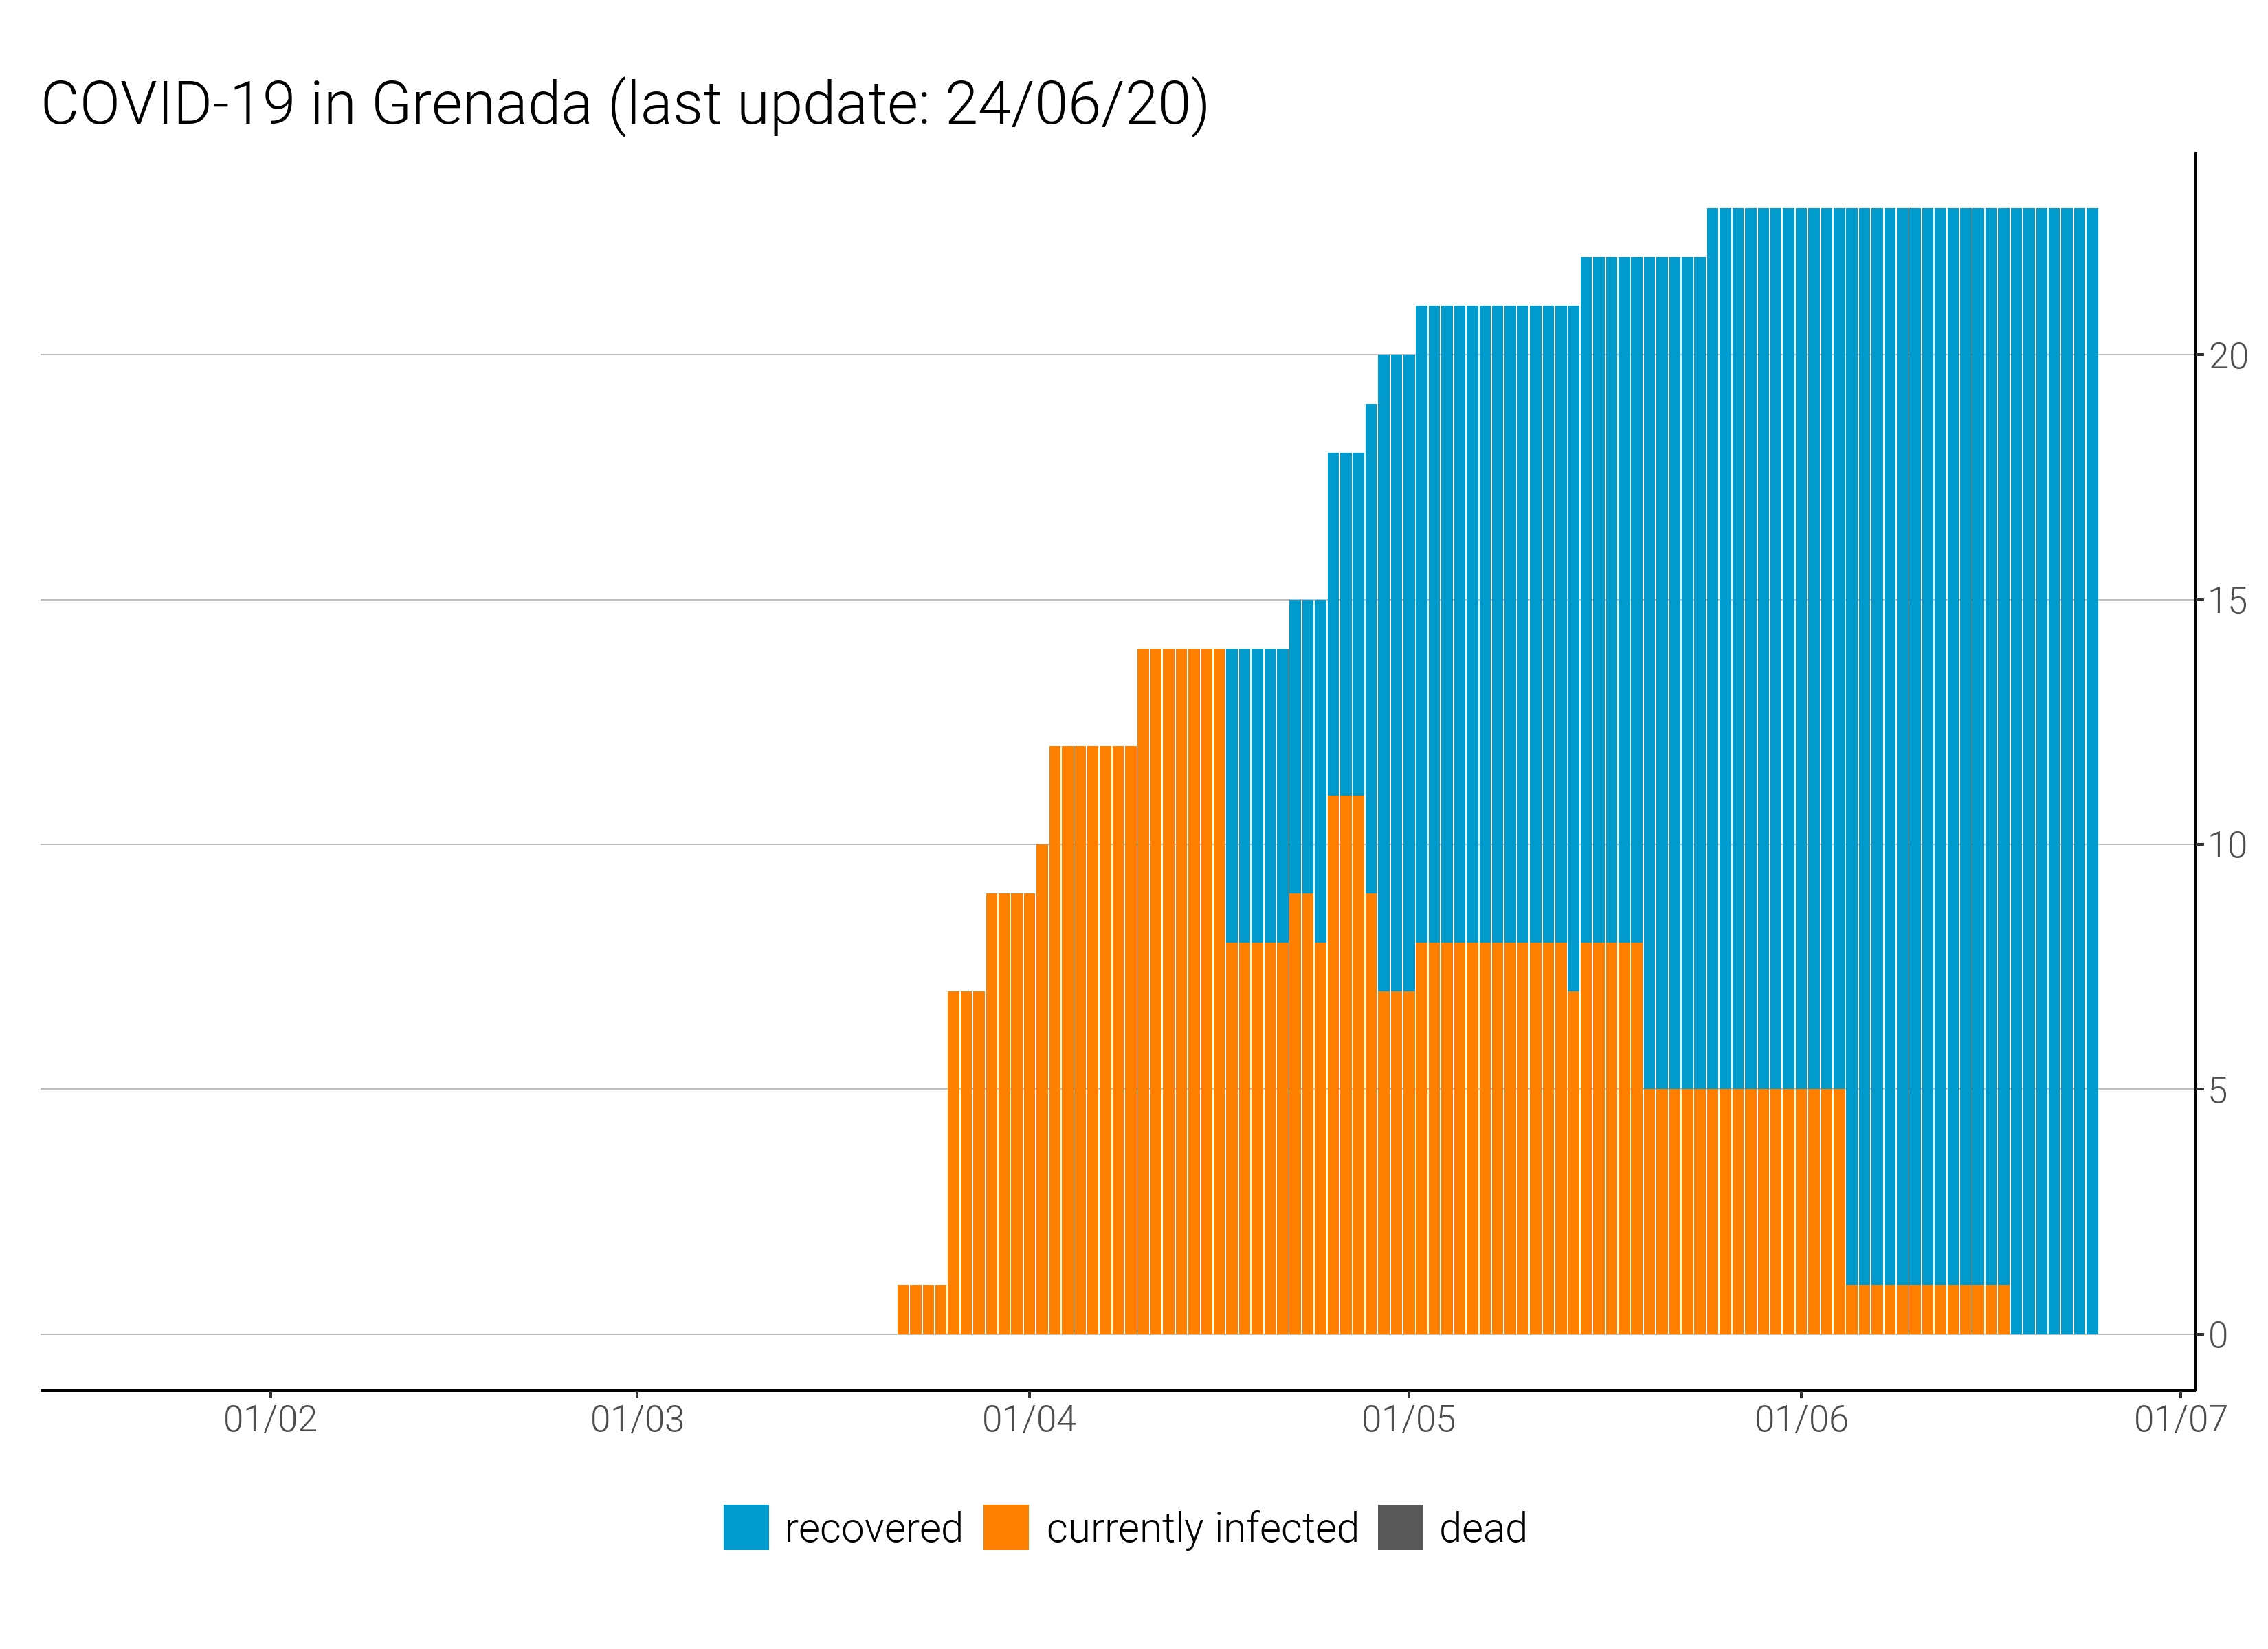 COVID-19 in Grenada (last update: 24/06/20)
20
15
10
5
0
01/02 01/03 01/04 01/05 01/06 01/07
recovered currently infected dead